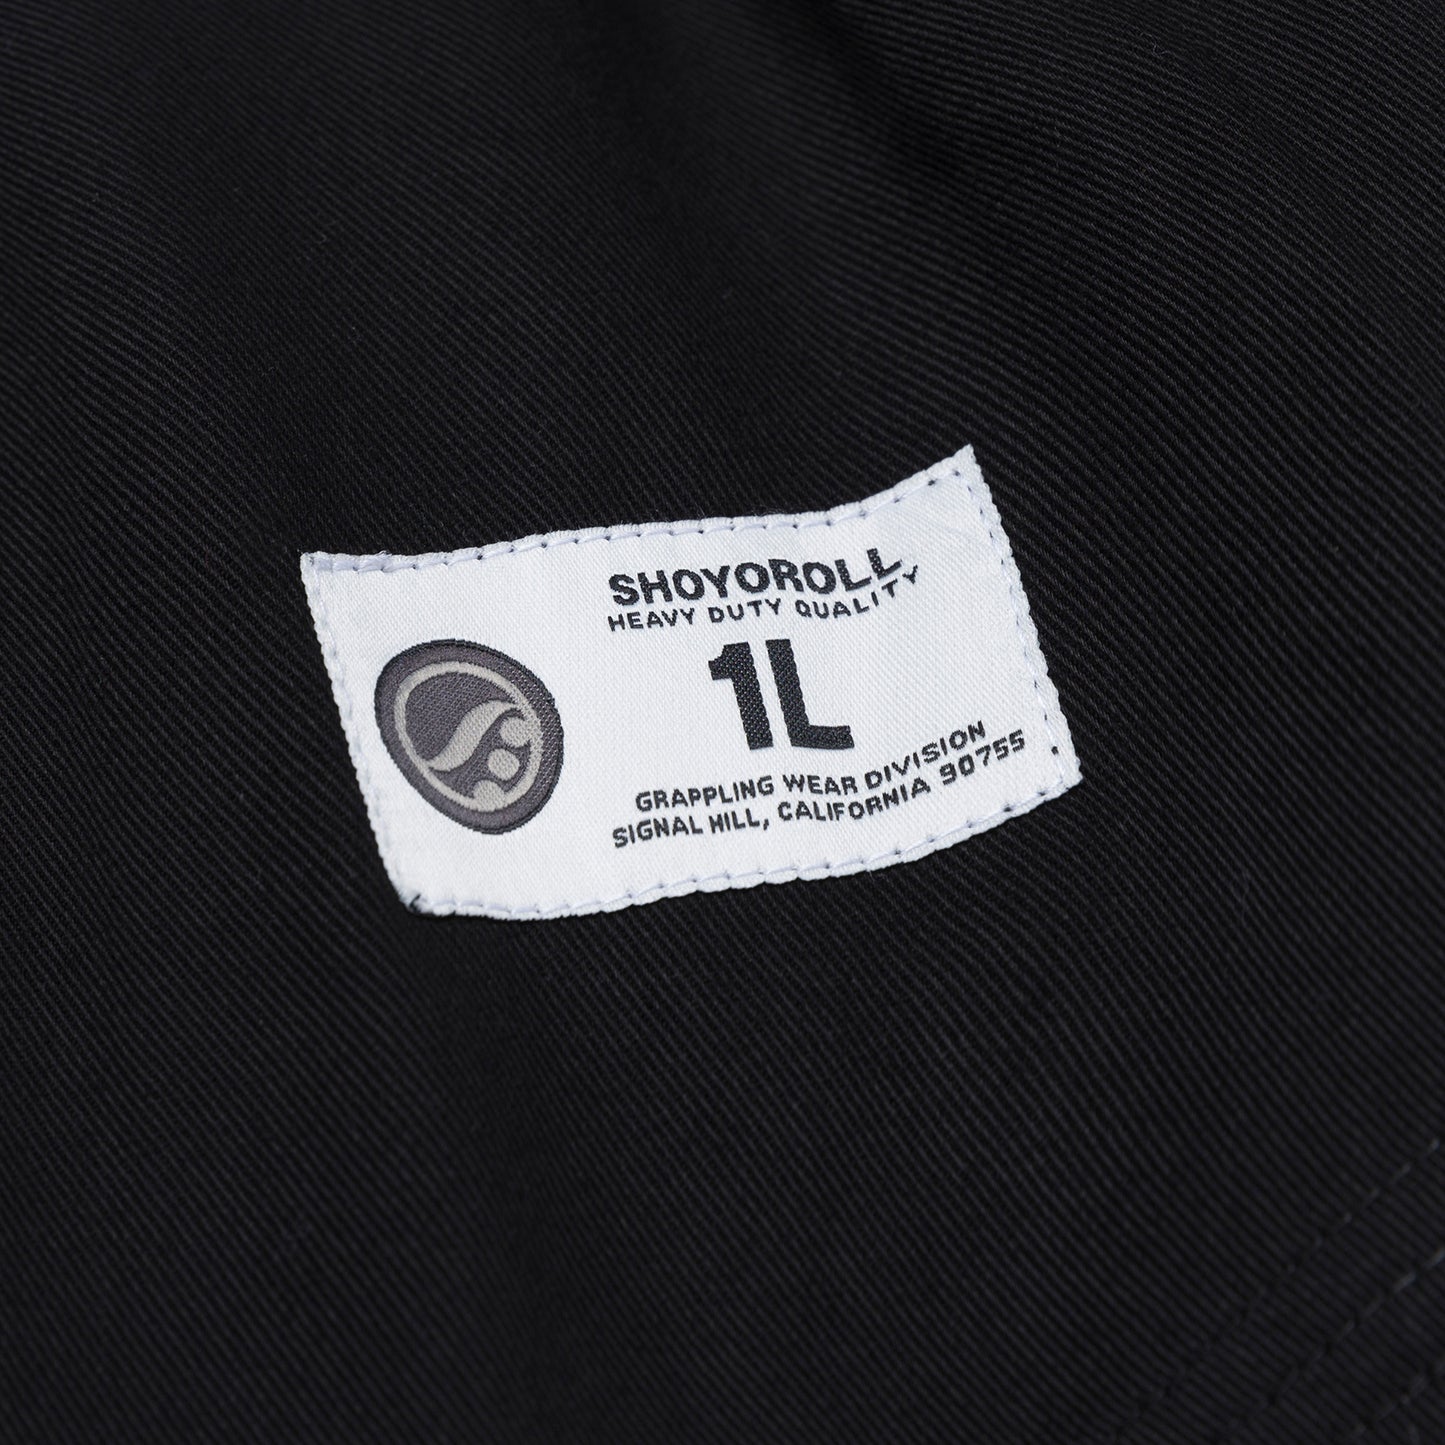 SHOYOROLL
HEAVY DUTY QUALITY
1L
GRAPPLING WEAR DIVISION
SIGNAL HILL, CALIFORNIA 90755